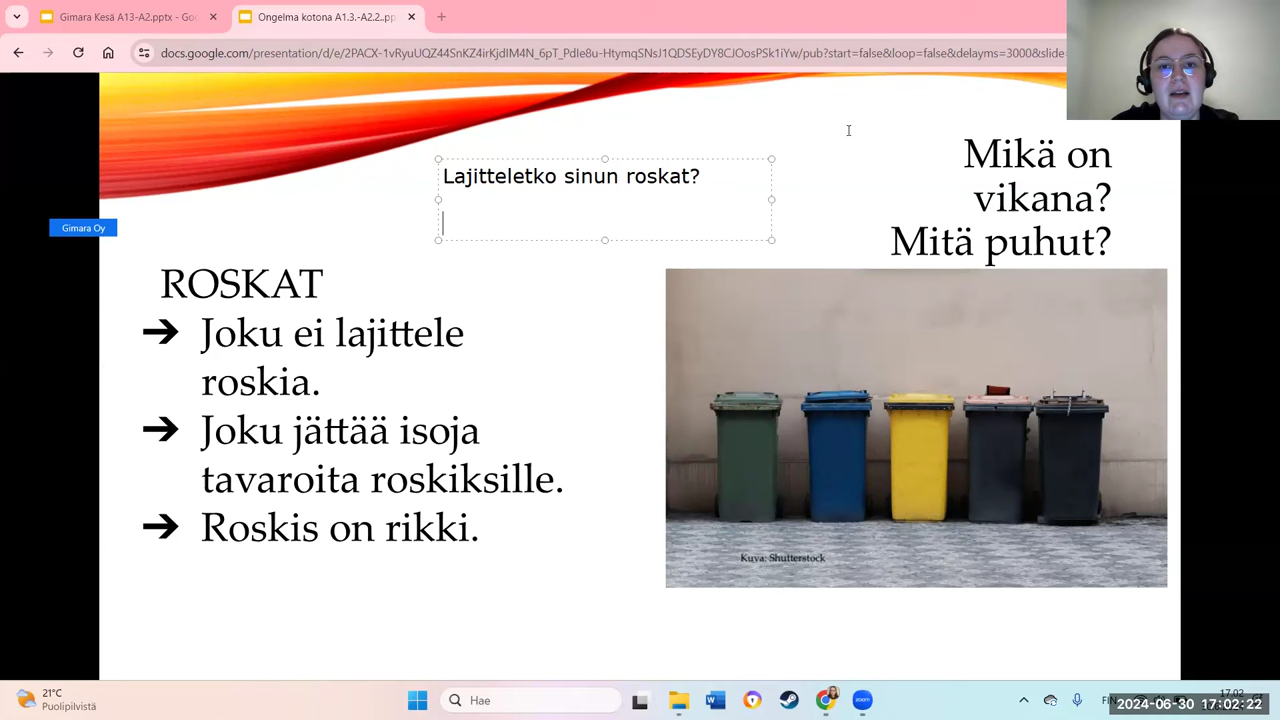 Gimara Kesä A13-A2.pptx - Goo
Ongelma kotona A1.3.-A2.2..pp
docs.google.com/presentation/d/e/2PACX-1vRyuUQZ44SnKZ4irKjdIM4N_6pT_PdIe8u-HtymqSNsJ1QDSEyDY8CJOosPSk1iYw/pub?start=false&loop=false&delayms=3000&slide=
Mikä on
vikana?
Mitä puhut?
Lajitteletko sinun roskat?
Gimara Oy
ROSKAT
➔ Joku ei lajittele
roskia.
➔ Joku jättää isoja
tavaroita roskiksille.
➔ Roskis on rikki.
Kuva: Shutterstock
21°C
Puolipilvistä
Hae
zoom
FIN
17.02
2024-06-30 17:02:22